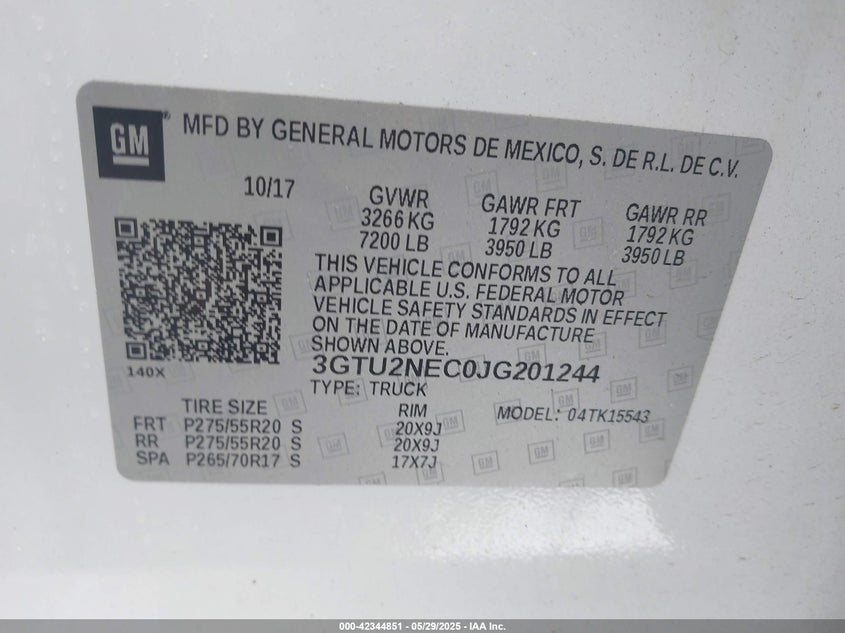 GM
MFD BY GENERAL MOTORS DE MEXICO, S. DE R.L. DE C.V.
10/17
GVWR
3266 KG
7200 LB
GAWR FRT
1792 KG
3950 LB
GAWR RR
1792 KG
3950 LB
THIS VEHICLE CONFORMS TO ALL
APPLICABLE U.S. FEDERAL MOTOR
VEHICLE SAFETY STANDARDS IN EFFECT
ON THE DATE OF MANUFACTURE
SHOWN ABOVE.
140X
3GTU2NEC0JG201244
TYPE: TRUCK
TIRE SIZE RIM MODEL: 04TK15543
FRT P275/55R20 S 20X9J
RR P275/55R20 S 20X9J
SPA P265/70R17 S 17X7J
000-42344851 - 05/29/2025 - IAA Inc.